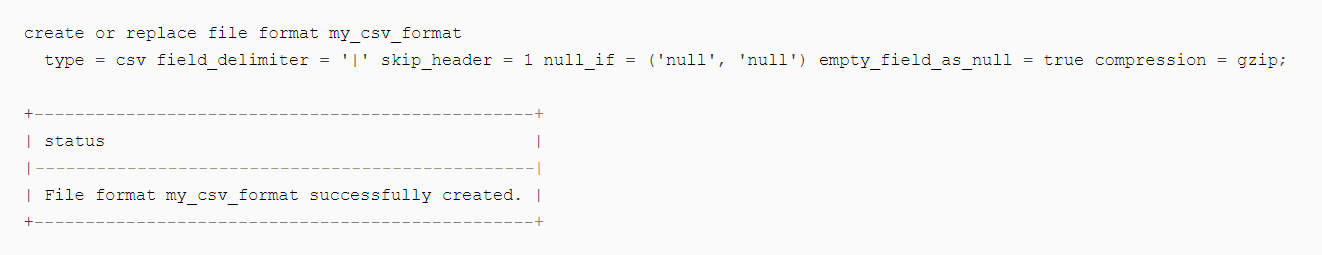 create or replace file format my_csv_format
  type = csv field_delimiter = '|' skip_header = 1 null_if = ('null', 'null') empty_field_as_null = true compression = gzip;

+-------------------------------------------------+
| status                                          |
|-------------------------------------------------|
| File format my_csv_format successfully created. |
+-------------------------------------------------+